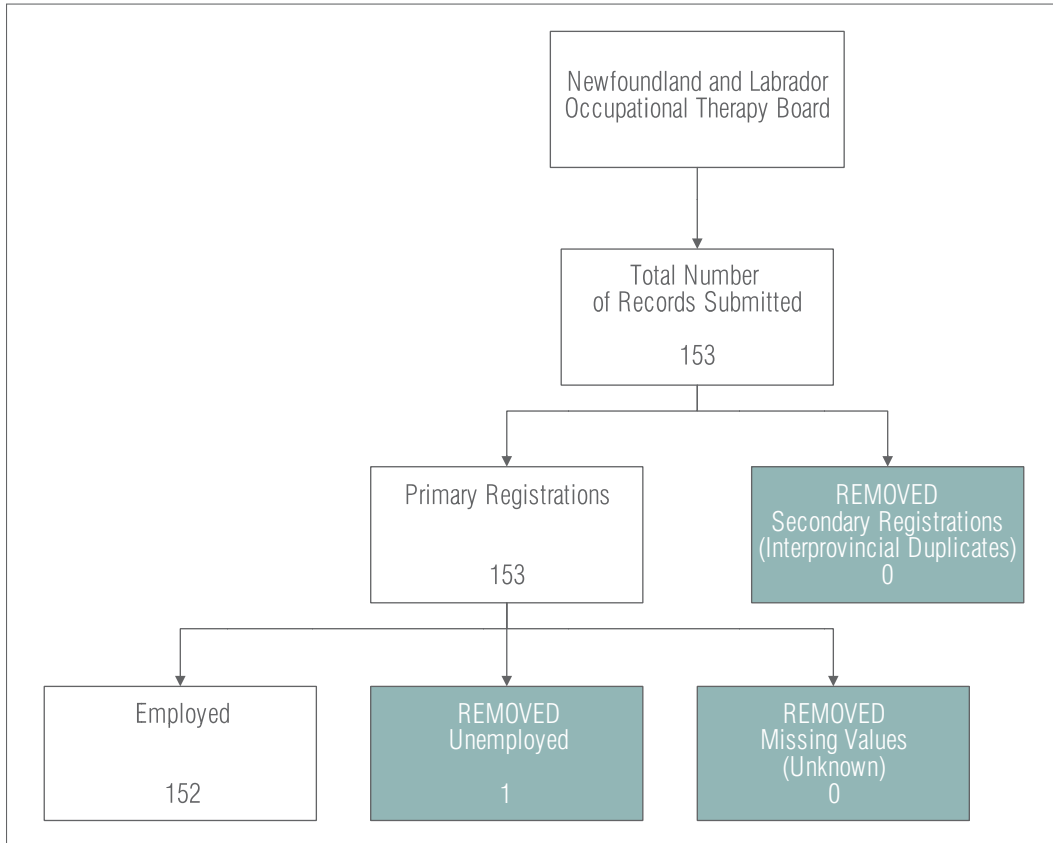 Newfoundland and Labrador
Occupational Therapy Board
Total Number
of Records Submitted
153
Primary Registrations
153
REMOVED
Secondary Registrations
(Interprovincial Duplicates)
0
Employed
152
REMOVED
Unemployed
1
REMOVED
Missing Values
(Unknown)
0